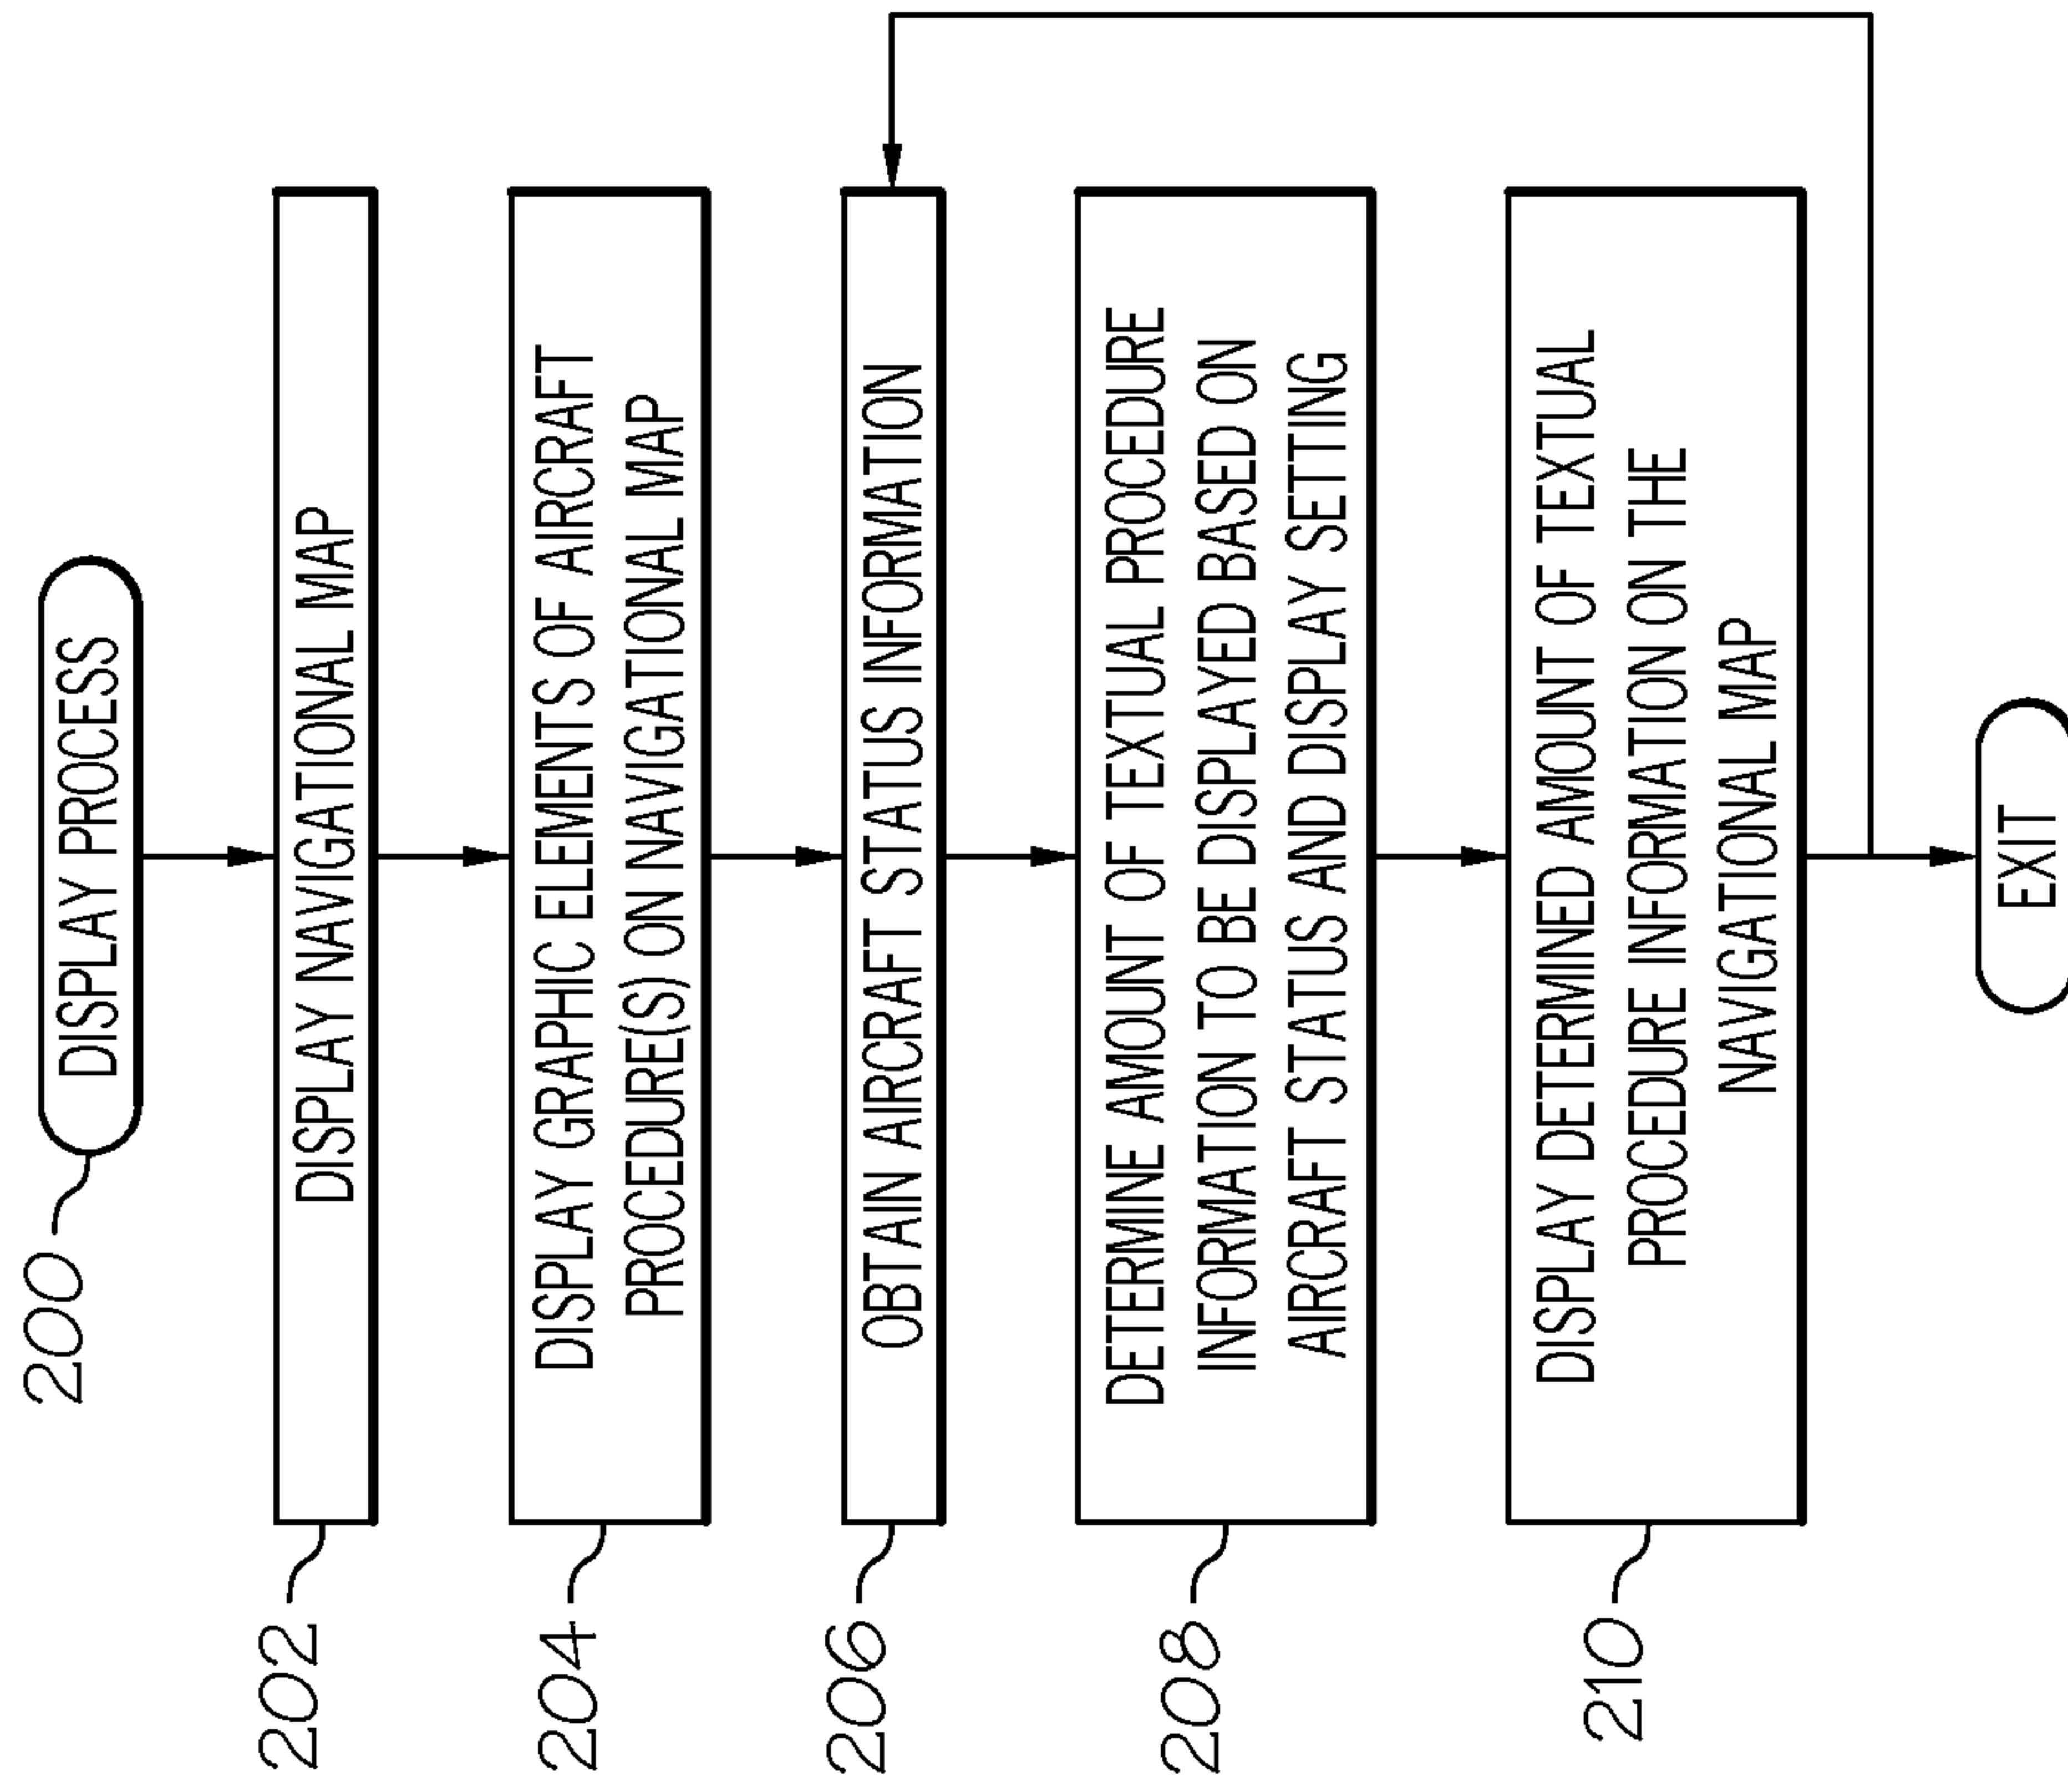 200
DISPLAY PROCESS
202
DISPLAY NAVIGATIONAL MAP
204
DISPLAY GRAPHIC ELEMENTS OF AIRCRAFT
PROCEDURE(S) ON NAVIGATIONAL MAP
206
OBTAIN AIRCRAFT STATUS INFORMATION
208
DETERMINE AMOUNT OF TEXTUAL PROCEDURE
INFORMATION TO BE DISPLAYED BASED ON
AIRCRAFT STATUS AND DISPLAY SETTING
210
DISPLAY DETERMINED AMOUNT OF TEXTUAL
PROCEDURE INFORMATION ON THE
NAVIGATIONAL MAP
EXIT